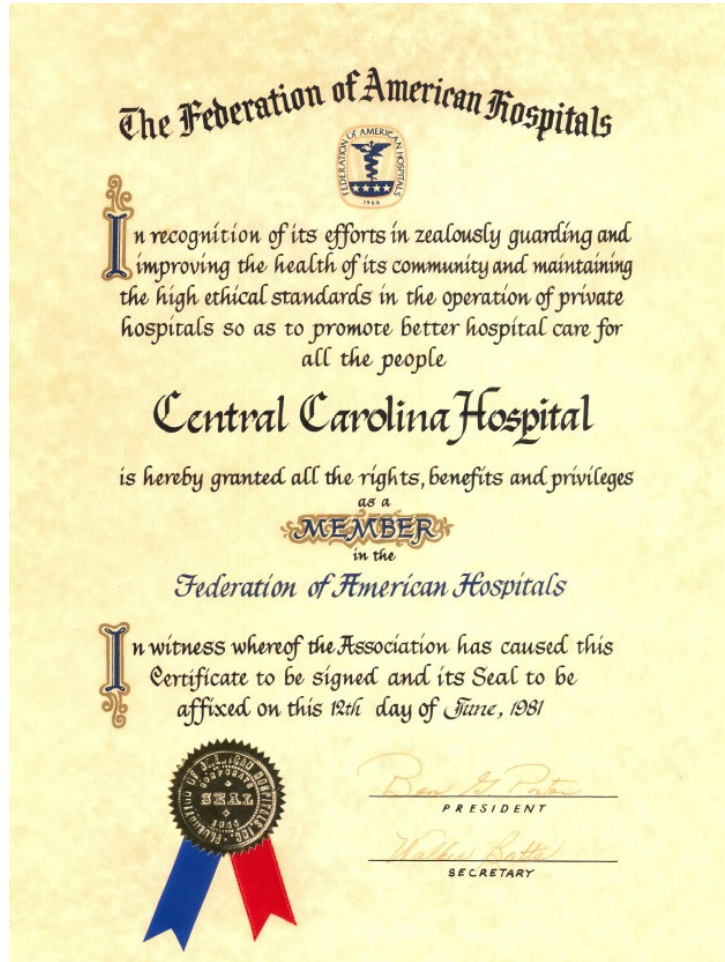 The Federation of American Hospitals
FEDERATION OF AMERICAN HOSPITALS
1966
In recognition of its efforts in zealously guarding and
improving the health of its community and maintaining
the high ethical standards in the operation of private
hospitals so as to promote better hospital care for
all the people
Central Carolina Hospital
is hereby granted all the rights, benefits and privileges
as a
MEMBER
in the
Federation of American Hospitals
In witness whereof the Association has caused this
Certificate to be signed and its Seal to be
affixed on this 12th day of June, 1981
CORPORATE
SEAL
1966
Ben G. Porter
PRESIDENT
Walter
SECRETARY